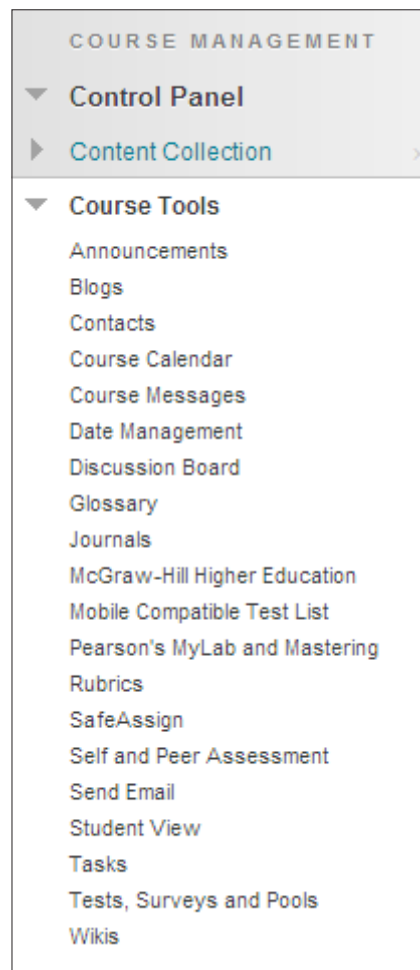 COURSE MANAGEMENT
Control Panel
Content Collection
Course Tools
Announcements
Blogs
Contacts
Course Calendar
Course Messages
Date Management
Discussion Board
Glossary
Journals
McGraw-Hill Higher Education
Mobile Compatible Test List
Pearson's MyLab and Mastering
Rubrics
SafeAssign
Self and Peer Assessment
Send Email
Student View
Tasks
Tests, Surveys and Pools
Wikis